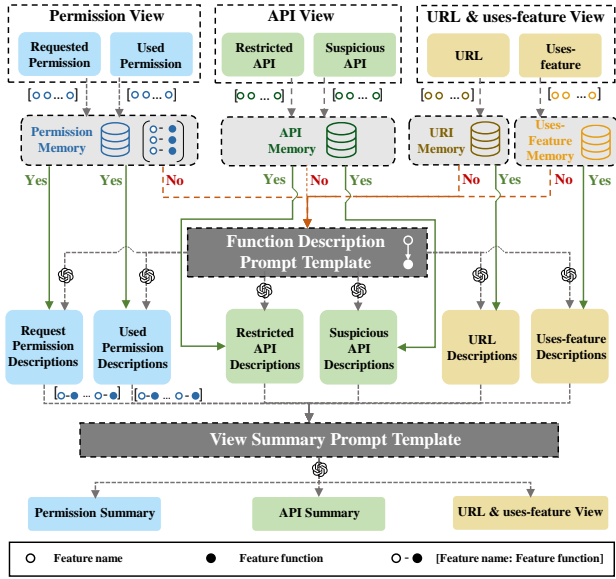 Permission View
API View
URL & uses-feature View
Requested
Permission
Used
Permission
Restricted
API
Suspicious
API
URL
Uses-
feature
[ ... ]
[ ... ]
[ ... ]
[ ... ]
[ ... ]
[ ... ]
Permission
Memory
API
Memory
URI
Memory
Uses-
Feature
Memory
Yes
Yes
No
Yes
No
Yes
No
Yes
No
Yes
Function Description
Prompt Template
Request
Permission
Descriptions
Used
Permission
Descriptions
Restricted
API
Descriptions
Suspicious
API
Descriptions
URL
Descriptions
Uses-feature
Descriptions
[ - ... - ]
[ - ... - ]
View Summary Prompt Template
Permission Summary
API Summary
URL & uses-feature View
Feature name
Feature function
[Feature name: Feature function]